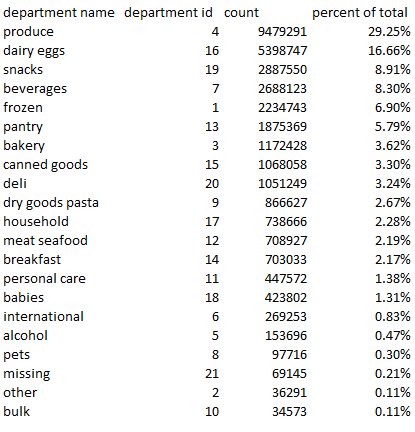 department name department id count percent of total
produce 4 9479291 29.25%
dairy eggs 16 5398747 16.66%
snacks 19 2887550 8.91%
beverages 7 2688123 8.30%
frozen 1 2234743 6.90%
pantry 13 1875369 5.79%
bakery 3 1172428 3.62%
canned goods 15 1068058 3.30%
deli 20 1051249 3.24%
dry goods pasta 9 866627 2.67%
household 17 738666 2.28%
meat seafood 12 708927 2.19%
breakfast 14 703033 2.17%
personal care 11 447572 1.38%
babies 18 423802 1.31%
international 6 269253 0.83%
alcohol 5 153696 0.47%
pets 8 97716 0.30%
missing 21 69145 0.21%
other 2 36291 0.11%
bulk 10 34573 0.11%